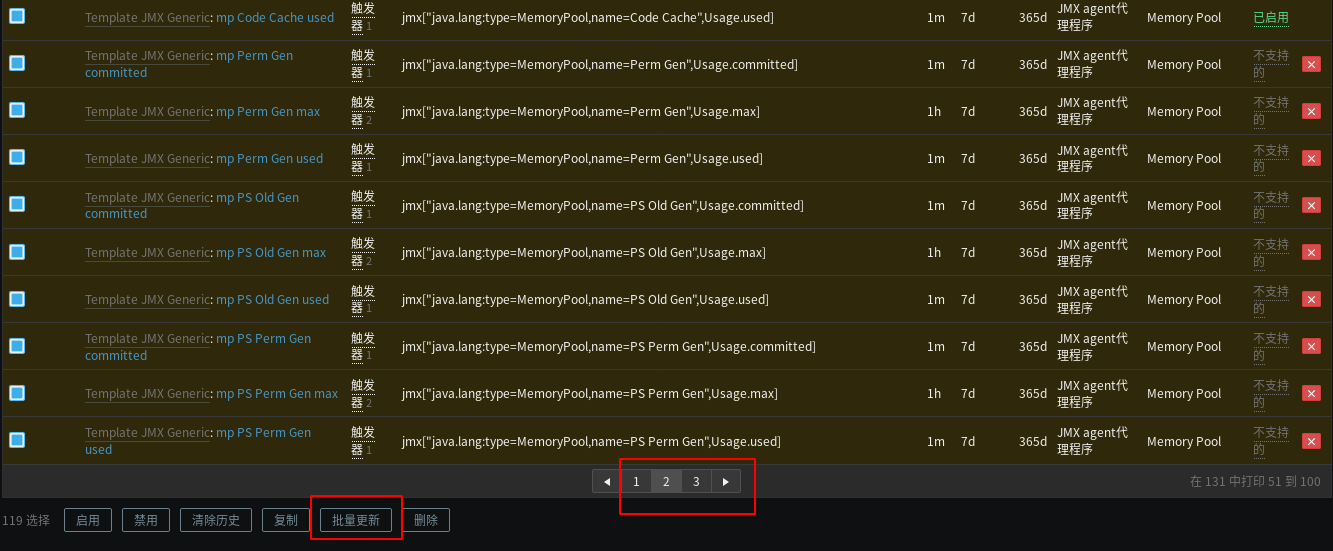 Template JMX Generic: mp Code Cache used 触发器 1 jmx["java.lang:type=MemoryPool,name=Code Cache",Usage.used] 1m 7d 365d JMX agent代理程序 Memory Pool 已启用
Template JMX Generic: mp Perm Gen committed 触发器 1 jmx["java.lang:type=MemoryPool,name=Perm Gen",Usage.committed] 1m 7d 365d JMX agent代理程序 Memory Pool 不支持的
Template JMX Generic: mp Perm Gen max 触发器 2 jmx["java.lang:type=MemoryPool,name=Perm Gen",Usage.max] 1h 7d 365d JMX agent代理程序 Memory Pool 不支持的
Template JMX Generic: mp Perm Gen used 触发器 1 jmx["java.lang:type=MemoryPool,name=Perm Gen",Usage.used] 1m 7d 365d JMX agent代理程序 Memory Pool 不支持的
Template JMX Generic: mp PS Old Gen committed 触发器 1 jmx["java.lang:type=MemoryPool,name=PS Old Gen",Usage.committed] 1m 7d 365d JMX agent代理程序 Memory Pool 不支持的
Template JMX Generic: mp PS Old Gen max 触发器 2 jmx["java.lang:type=MemoryPool,name=PS Old Gen",Usage.max] 1h 7d 365d JMX agent代理程序 Memory Pool 不支持的
Template JMX Generic: mp PS Old Gen used 触发器 1 jmx["java.lang:type=MemoryPool,name=PS Old Gen",Usage.used] 1m 7d 365d JMX agent代理程序 Memory Pool 不支持的
Template JMX Generic: mp PS Perm Gen committed 触发器 1 jmx["java.lang:type=MemoryPool,name=PS Perm Gen",Usage.committed] 1m 7d 365d JMX agent代理程序 Memory Pool 不支持的
Template JMX Generic: mp PS Perm Gen max 触发器 2 jmx["java.lang:type=MemoryPool,name=PS Perm Gen",Usage.max] 1h 7d 365d JMX agent代理程序 Memory Pool 不支持的
Template JMX Generic: mp PS Perm Gen used 触发器 1 jmx["java.lang:type=MemoryPool,name=PS Perm Gen",Usage.used] 1m 7d 365d JMX agent代理程序 Memory Pool 不支持的
1 2 3 在 131 中打印 51 到 100
119 选择 启用 禁用 清除历史 复制 批量更新 删除